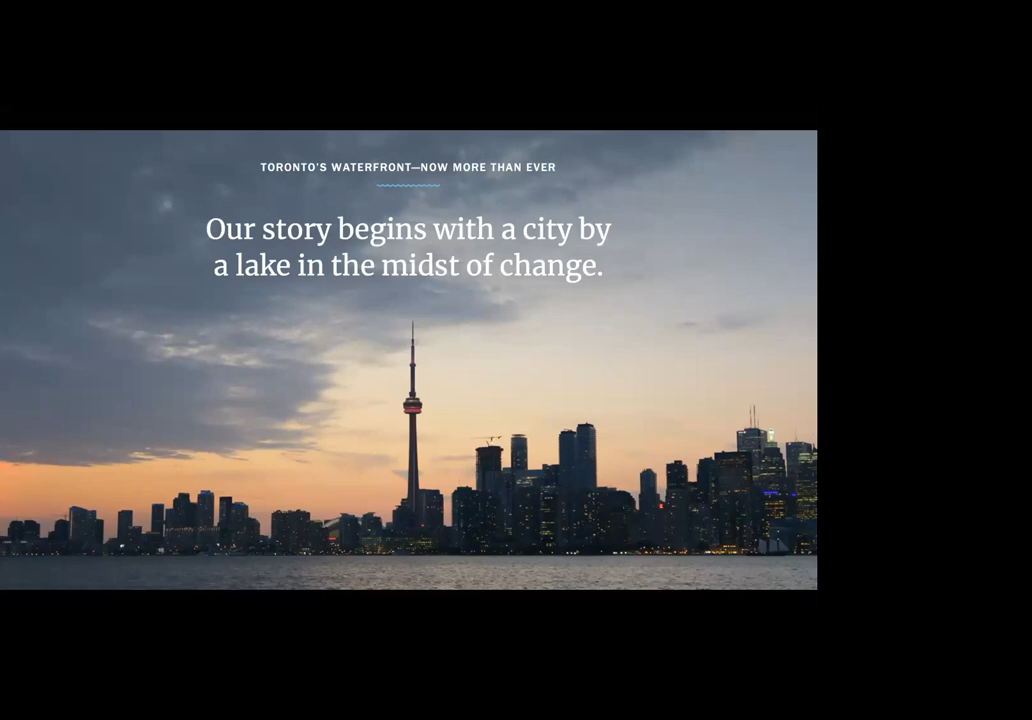 TORONTO'S WATERFRONT—NOW MORE THAN EVER
Our story begins with a city by
a lake in the midst of change.